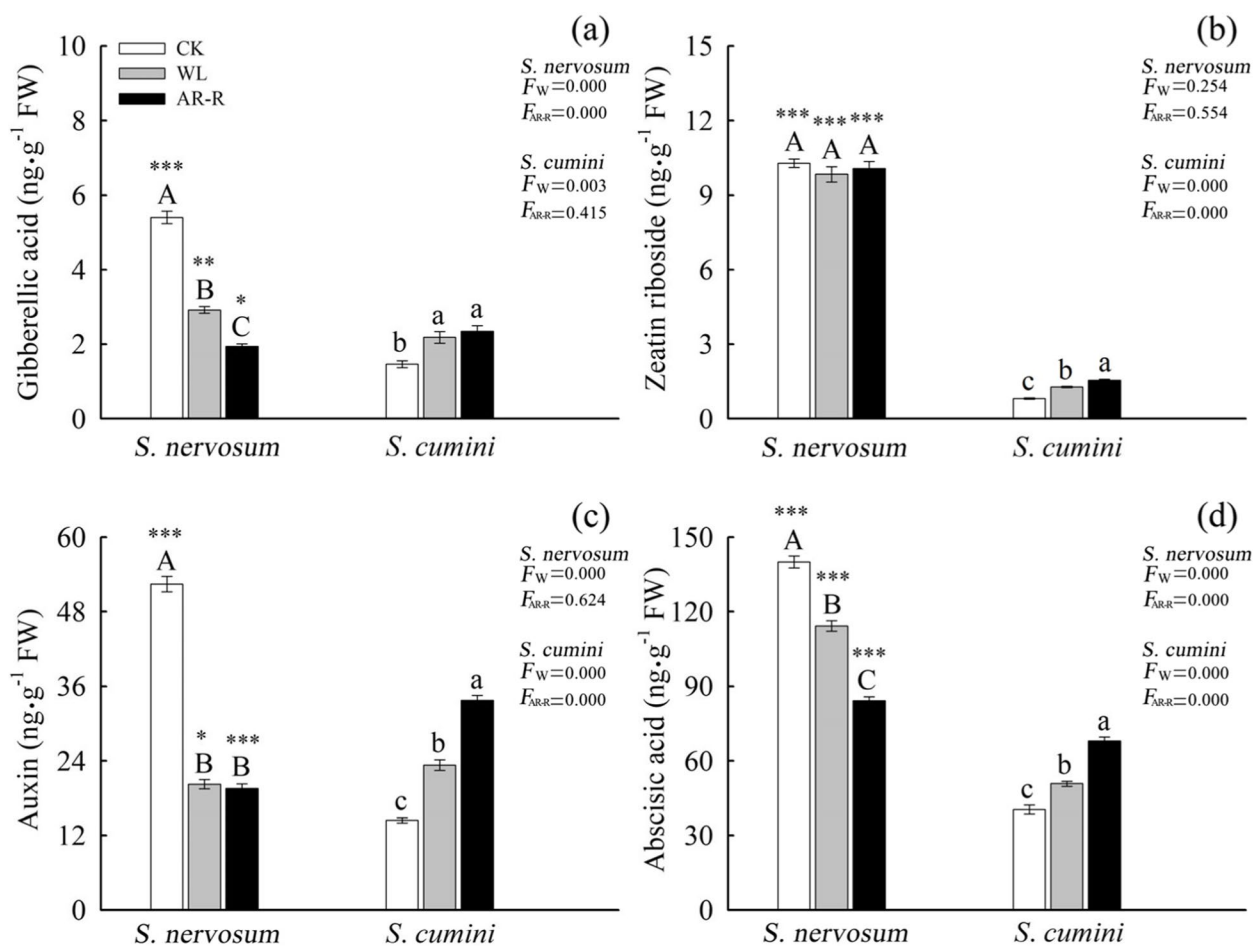 (a)
Gibberellic acid (ng·g⁻¹ FW)
10
8
6
4
2
0
CK
WL
AR-R
S. nervosum
FW=0.000
FAR-R=0.000
S. cumini
FW=0.003
FAR-R=0.415
***
A
**
B
*
C
b
a
a
S. nervosum
S. cumini
(b)
Zeatin riboside (ng·g⁻¹ FW)
15
12
9
6
3
0
S. nervosum
FW=0.254
FAR-R=0.554
S. cumini
FW=0.000
FAR-R=0.000
*** *** ***
A A A
c
b
a
S. nervosum
S. cumini
(c)
Auxin (ng·g⁻¹ FW)
60
48
36
24
12
0
S. nervosum
FW=0.000
FAR-R=0.624
S. cumini
FW=0.000
FAR-R=0.000
***
A
*
B
***
B
c
b
a
S. nervosum
S. cumini
(d)
Abscisic acid (ng·g⁻¹ FW)
150
120
90
60
30
0
S. nervosum
FW=0.000
FAR-R=0.000
S. cumini
FW=0.000
FAR-R=0.000
***
A
***
B
***
C
c
b
a
S. nervosum
S. cumini